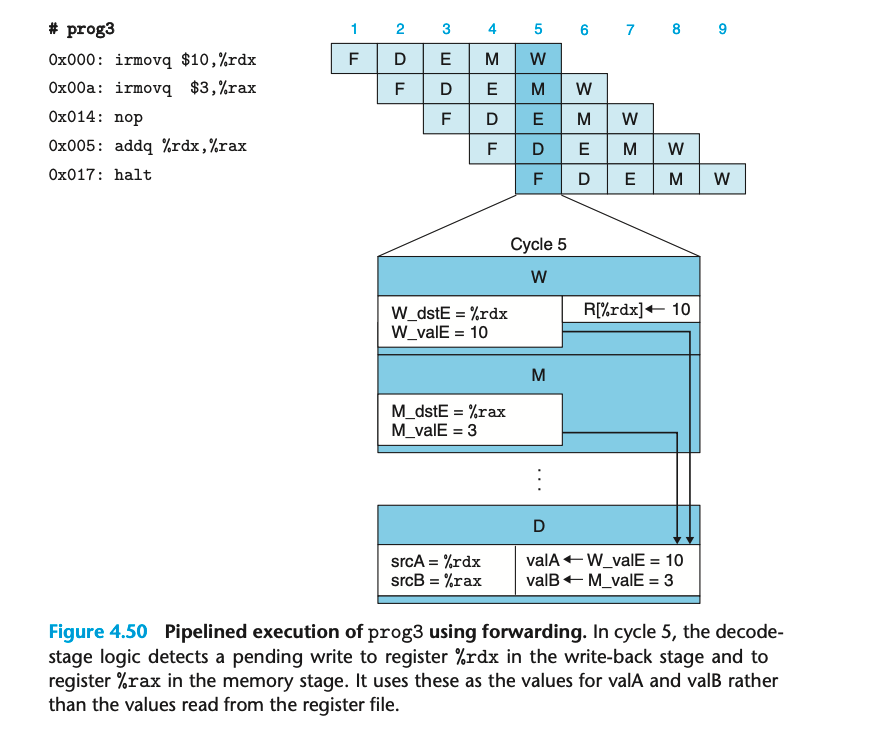 # prog3
1 2 3 4 5 6 7 8 9
0x000: irmovq $10,%rdx F D E M W
0x00a: irmovq $3,%rax F D E M W
0x014: nop F D E M W
0x005: addq %rdx,%rax F D E M W
0x017: halt F D E M W
Cycle 5
W
W_dstE = %rdx
W_valE = 10
R[%rdx]← 10
M
M_dstE = %rax
M_valE = 3
⋮
D
srcA = %rdx
srcB = %rax
valA ← W_valE = 10
valB ← M_valE = 3
Figure 4.50 Pipelined execution of prog3 using forwarding. In cycle 5, the decode-
stage logic detects a pending write to register %rdx in the write-back stage and to
register %rax in the memory stage. It uses these as the values for valA and valB rather
than the values read from the register file.